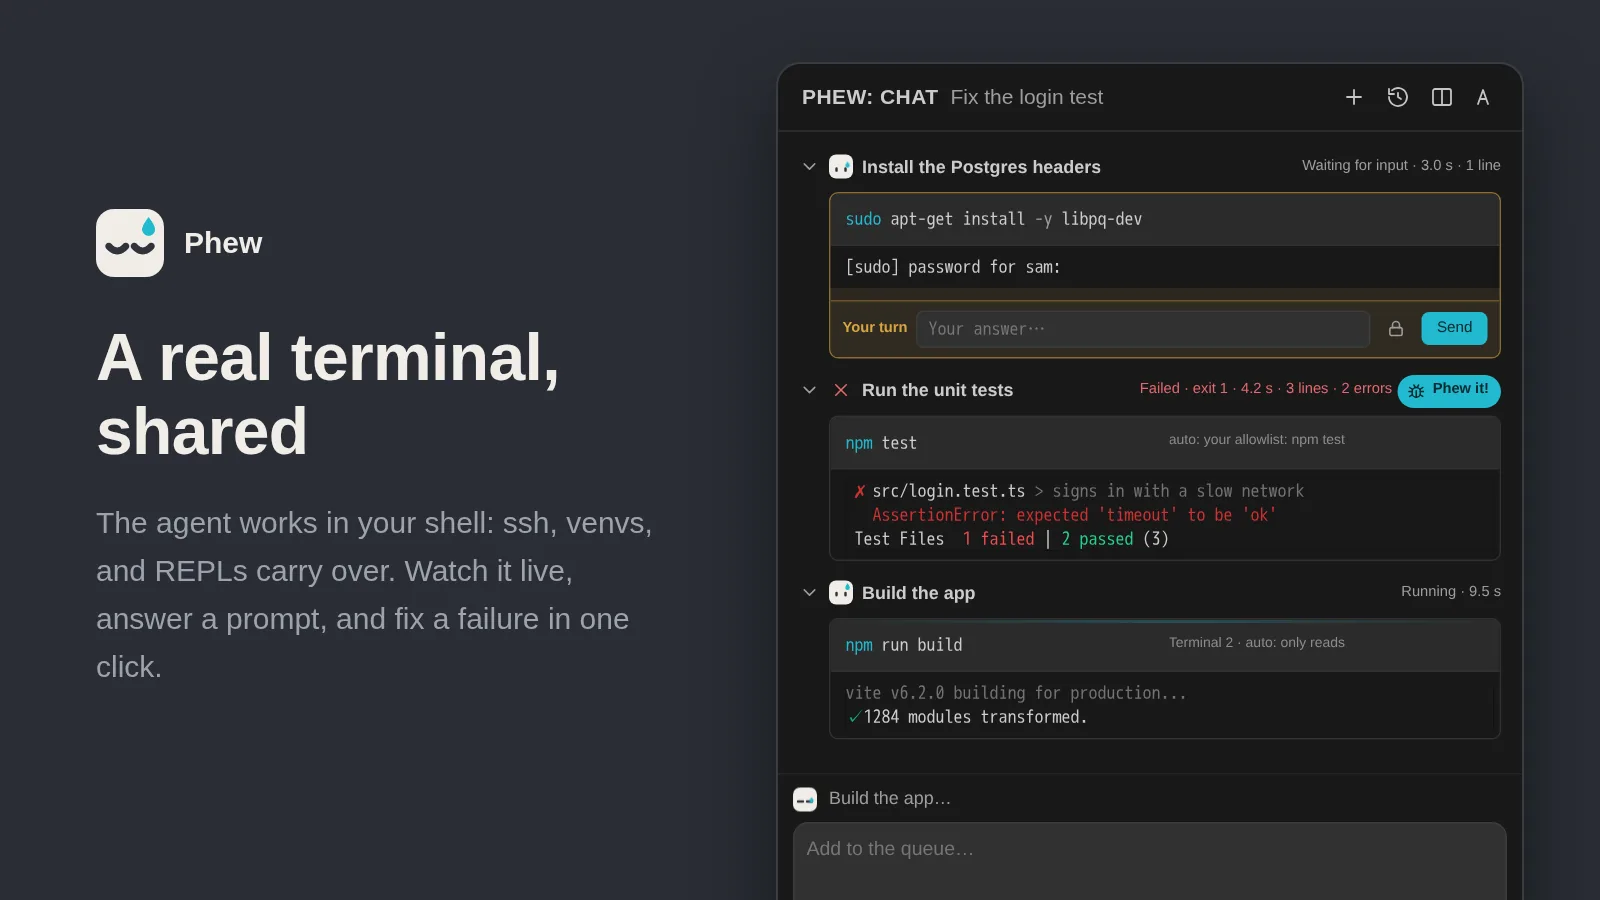 Phew
A real terminal,
shared
The agent works in your shell: ssh, venvs,
and REPLs carry over. Watch it live,
answer a prompt, and fix a failure in one
click.
PHEW: CHAT Fix the login test
Install the Postgres headers Waiting for input · 3.0 s · 1 line
sudo apt-get install -y libpq-dev
[sudo] password for sam:
Your turn Your answer… Send
Run the unit tests Failed · exit 1 · 4.2 s · 3 lines · 2 errors Phew it!
npm test auto: your allowlist: npm test
✗ src/login.test.ts > signs in with a slow network
AssertionError: expected 'timeout' to be 'ok'
Test Files 1 failed | 2 passed (3)
Build the app Running · 9.5 s
npm run build Terminal 2 · auto: only reads
vite v6.2.0 building for production...
✓ 1284 modules transformed.
Build the app…
Add to the queue…